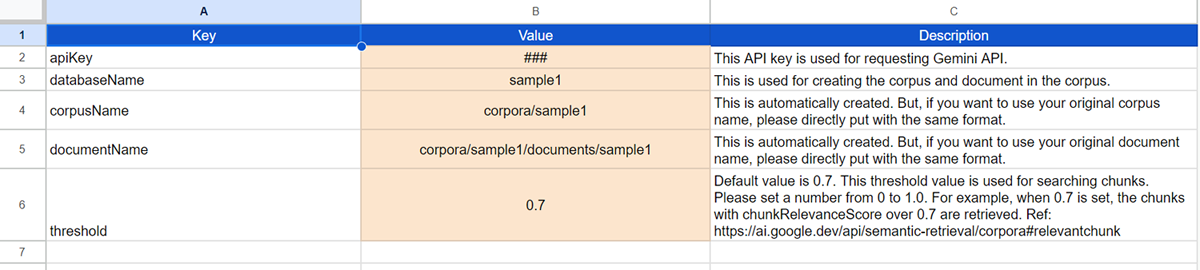 A B C
1 Key Value Description
2 apiKey ### This API key is used for requesting Gemini API.
3 databaseName sample1 This is used for creating the corpus and document in the corpus.
4 corpusName corpora/sample1 This is automatically created. But, if you want to use your original corpus
name, please directly put with the same format.
5 documentName corpora/sample1/documents/sample1 This is automatically created. But, if you want to use your original document
name, please directly put with the same format.
Default value is 0.7. This threshold value is used for searching chunks.
6 0.7 Please set a number from 0 to 1.0. For example, when 0.7 is set, the chunks
with chunkRelevanceScore over 0.7 are retrieved. Ref:
threshold https://ai.google.dev/api/semantic-retrieval/corpora#relevantchunk
7